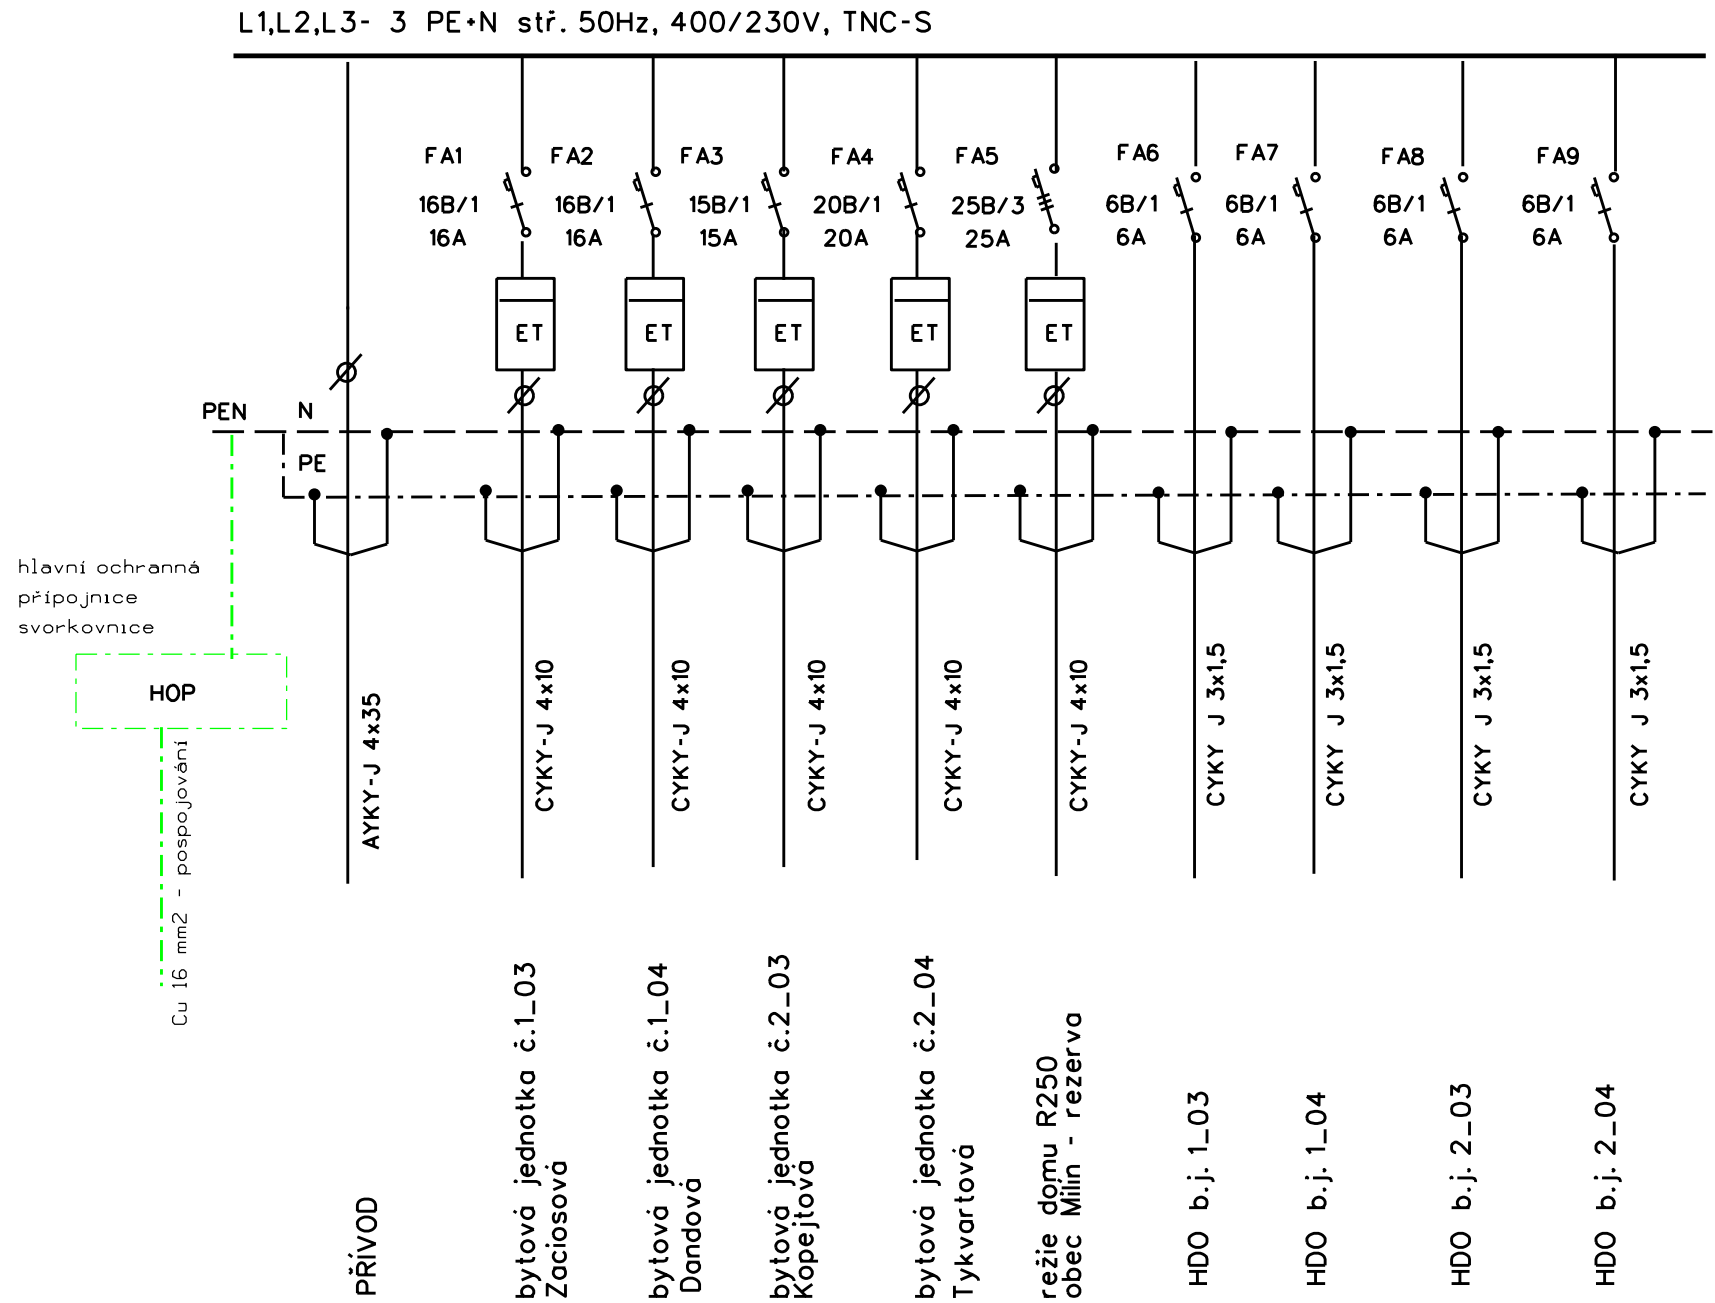 L1,L2,L3- 3 PE+N stř. 50Hz, 400/230V, TNC-S
FA1
16B/1
16A
FA2
16B/1
16A
FA3
15B/1
15A
FA4
20B/1
20A
FA5
25B/3
25A
FA6
6B/1
6A
FA7
6B/1
6A
FA8
6B/1
6A
FA9
6B/1
6A
ET
ET
ET
ET
ET
PEN
N
PE
hlavní ochranná
přípojnice
svorkovnice
HOP
Cu 16 mm2 - pospojování
AYKY-J 4x35
CYKY-J 4x10
CYKY-J 4x10
CYKY-J 4x10
CYKY-J 4x10
CYKY-J 4x10
CYKY J 3x1,5
CYKY J 3x1,5
CYKY J 3x1,5
CYKY J 3x1,5
PŘÍVOD
bytová jednotka č.1_03
Zaciosová
bytová jednotka č.1_04
Dandová
bytová jednotka č.2_03
Kopejtová
bytová jednotka č.2_04
Tykvartová
režie domu R250
obec Milín - rezerva
HDO b.j. 1_03
HDO b.j. 1_04
HDO b.j. 2_03
HDO b.j. 2_04